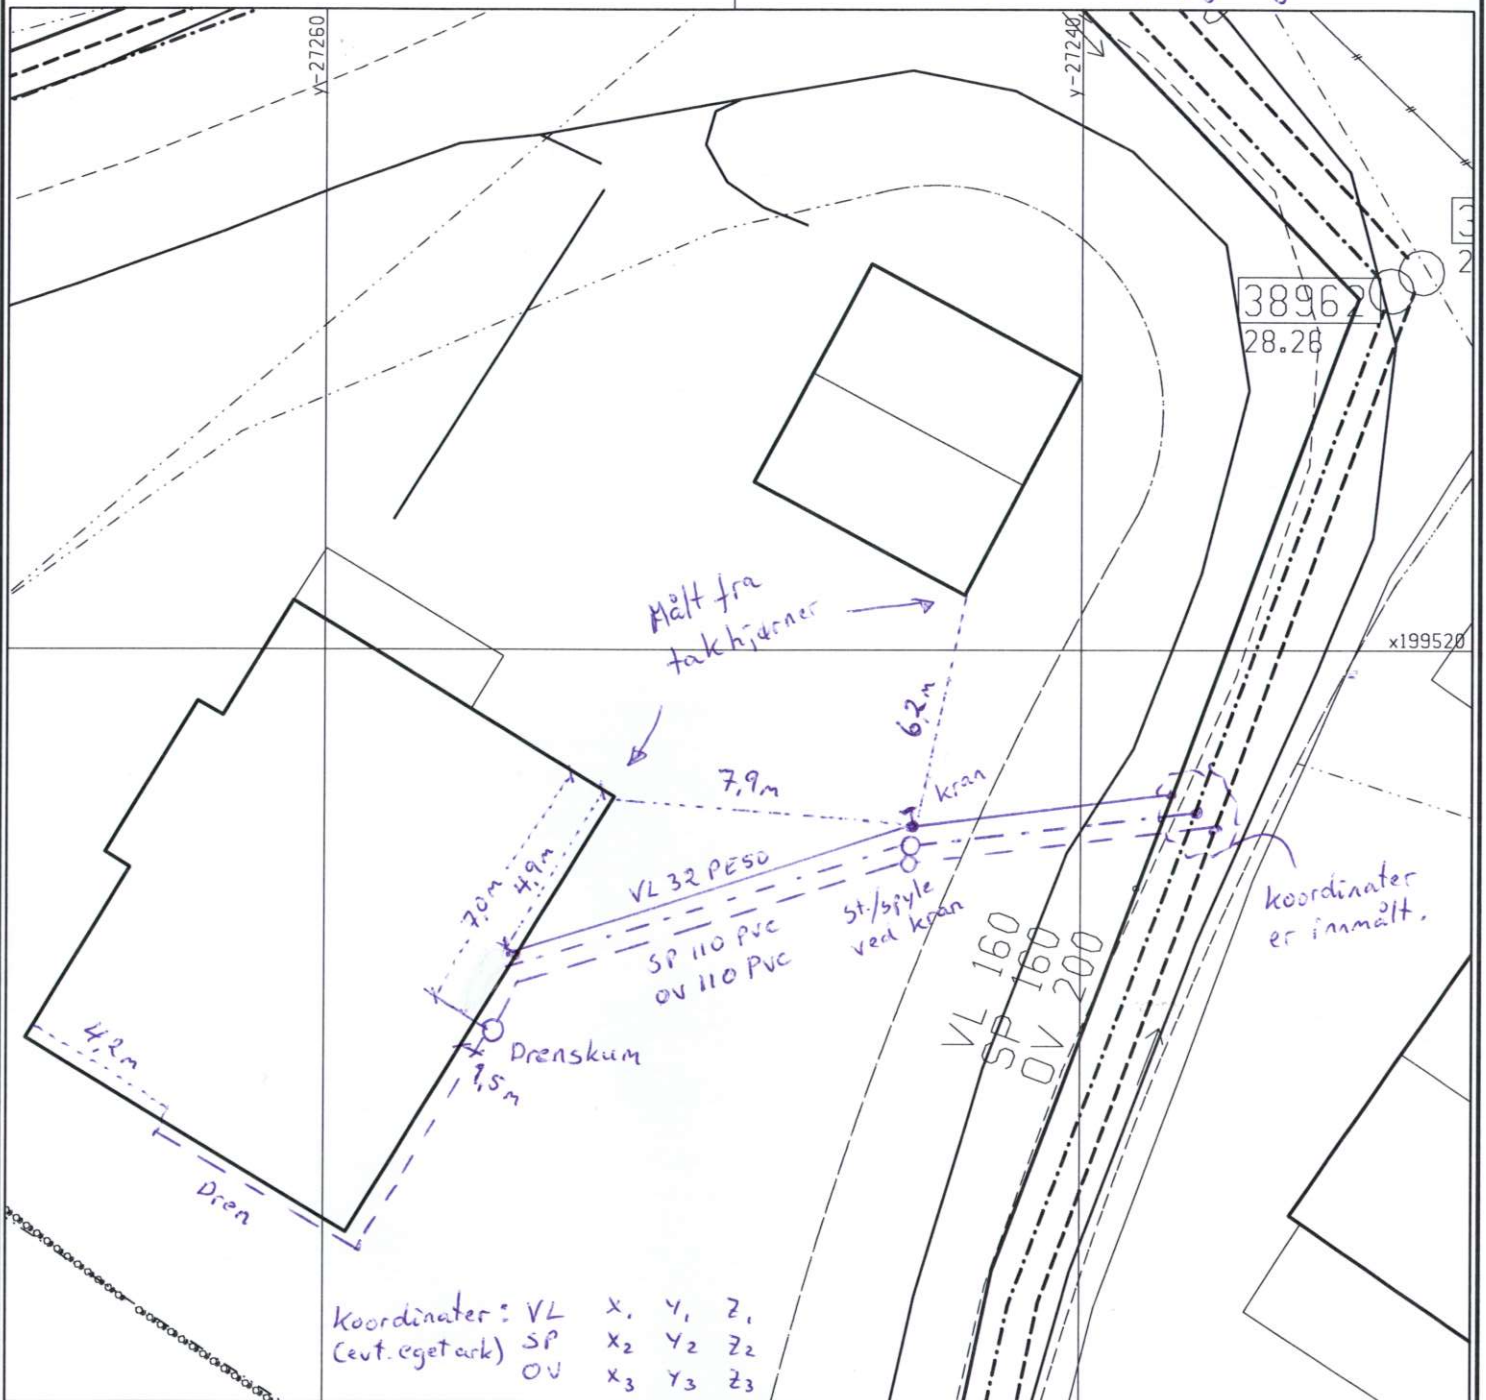 y-27260
y-27240
3
2
38962
28.28
Målt fra
takhjørner
x199520
6,2m
7,9m
kran
7,0m
4,9m
VL 32 PE50
SP 110 PVC
OV 110 PVC
st./spyle
ved kran
koordinater
er innmålt.
VL 160
SP 160
OV 200
4,2m
Drenskum
1,5m
Dren
Koordinater: VL X1 Y1 Z1
(evt. eget ark) SP X2 Y2 Z2
OV X3 Y3 Z3